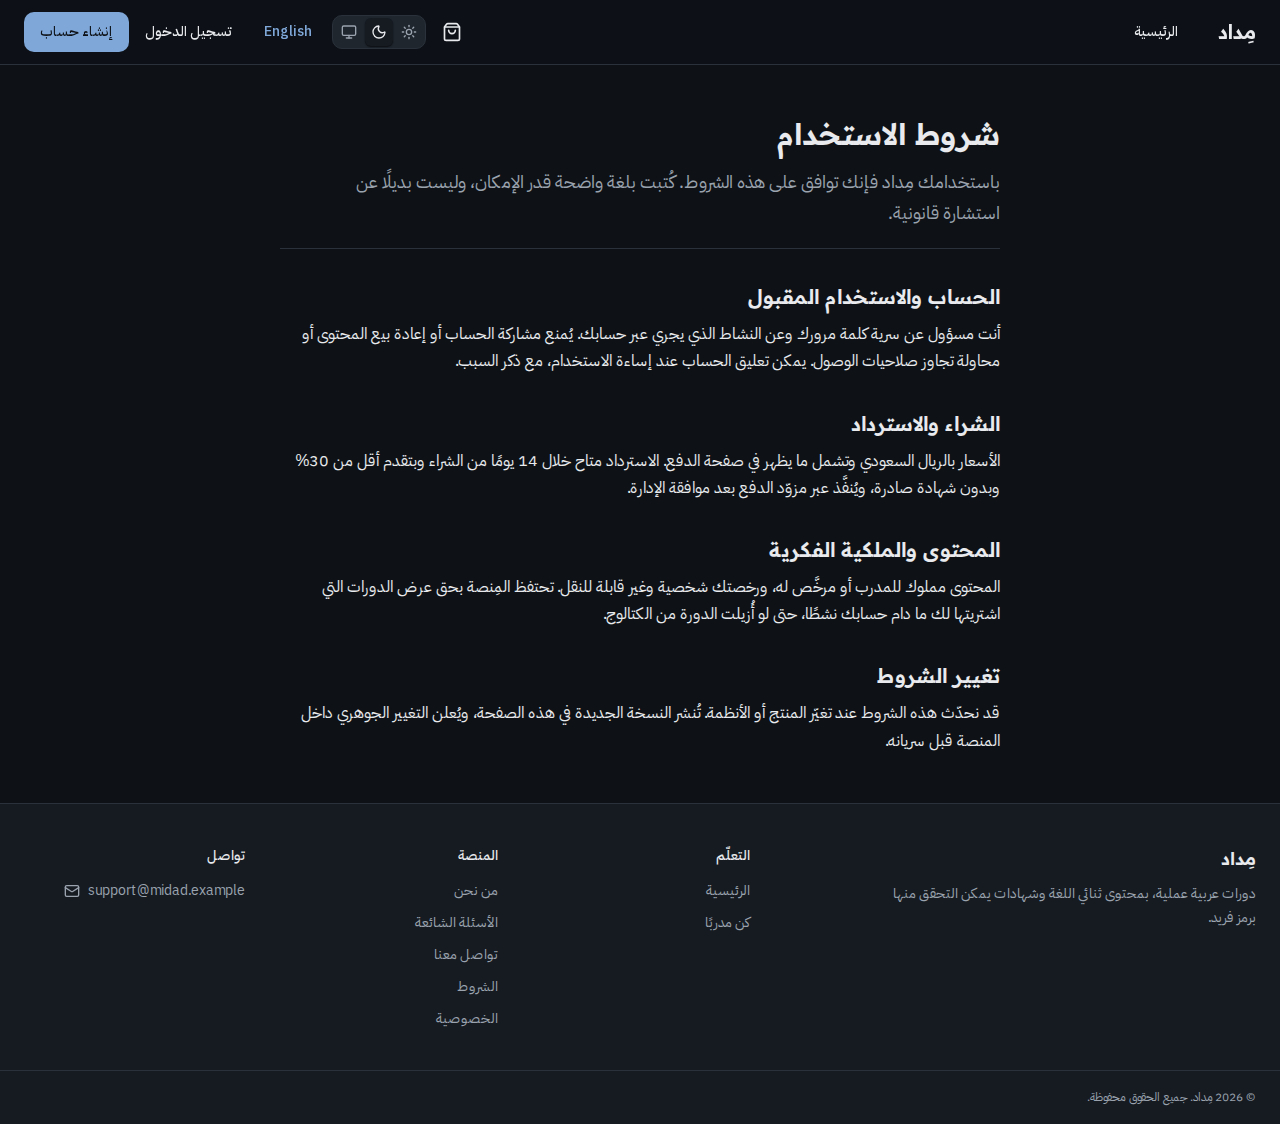 مِداد
الرئيسية
English
تسجيل الدخول
إنشاء حساب
شروط الاستخدام
باستخدامك مِداد فإنك توافق على هذه الشروط. كُتبت بلغة واضحة قدر الإمكان، وليست بديلًا عن
استشارة قانونية.
الحساب والاستخدام المقبول
أنت مسؤول عن سرية كلمة مرورك وعن النشاط الذي يجري عبر حسابك. يُمنع مشاركة الحساب أو إعادة بيع المحتوى أو
محاولة تجاوز صلاحيات الوصول. يمكن تعليق الحساب عند إساءة الاستخدام، مع ذكر السبب.
الشراء والاسترداد
الأسعار بالريال السعودي وتشمل ما يظهر في صفحة الدفع. الاسترداد متاح خلال 14 يومًا من الشراء وبتقدم أقل من 30%
وبدون شهادة صادرة، ويُنفَّذ عبر مزوّد الدفع بعد موافقة الإدارة.
المحتوى والملكية الفكرية
المحتوى مملوك للمدرب أو مرخَّص له، ورخصتك شخصية وغير قابلة للنقل. تحتفظ المِنصة بحق عرض الدورات التي
اشتريتها لك ما دام حسابك نشطًا، حتى لو أُزيلت الدورة من الكتالوج.
تغيير الشروط
قد نحدّث هذه الشروط عند تغيّر المنتج أو الأنظمة. تُنشر النسخة الجديدة في هذه الصفحة، ويُعلن التغيير الجوهري داخل
المنصة قبل سريانه.
مِداد
دورات عربية عملية، بمحتوى ثنائي اللغة وشهادات يمكن التحقق منها
برمز فريد.
التعلّم
الرئيسية
كن مدربًا
المنصة
من نحن
الأسئلة الشائعة
تواصل معنا
الشروط
الخصوصية
تواصل
support@midad.example
© 2026 مِداد. جميع الحقوق محفوظة.